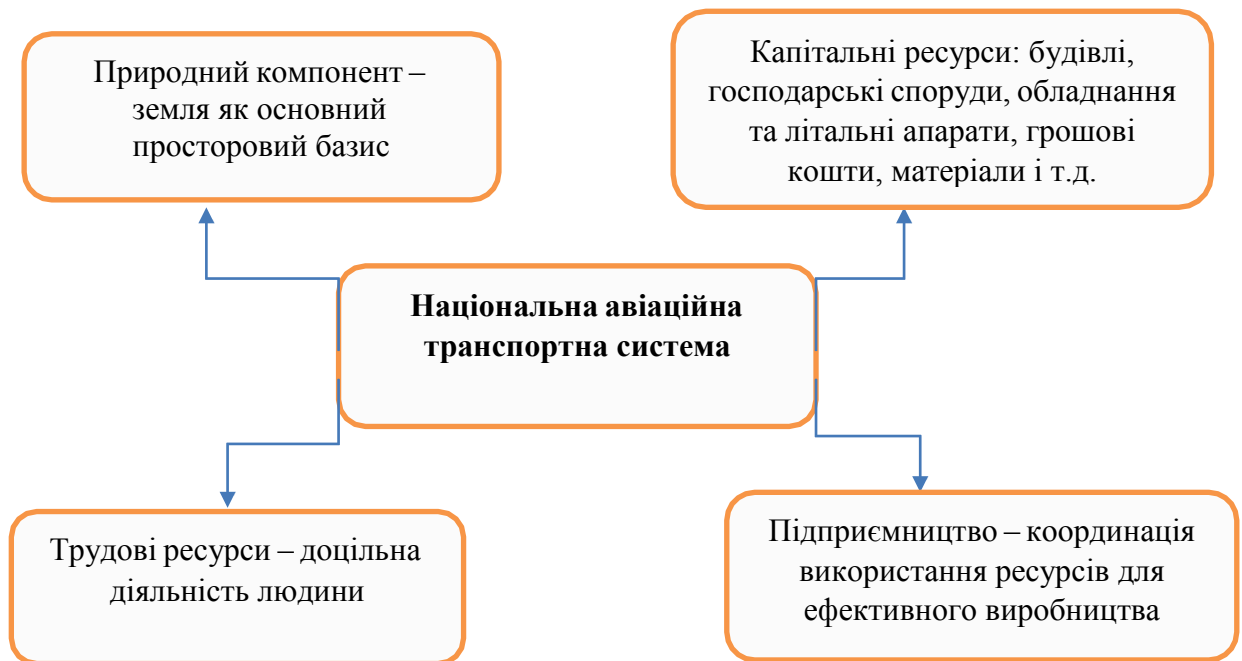 Природний компонент –
земля як основний
просторовий базис
Капітальні ресурси: будівлі,
господарські споруди, обладнання
та літальні апарати, грошові
кошти, матеріали і т.д.
Національна авіаційна
транспортна система
Трудові ресурси – доцільна
діяльність людини
Підприємництво – координація
використання ресурсів для
ефективного виробництва